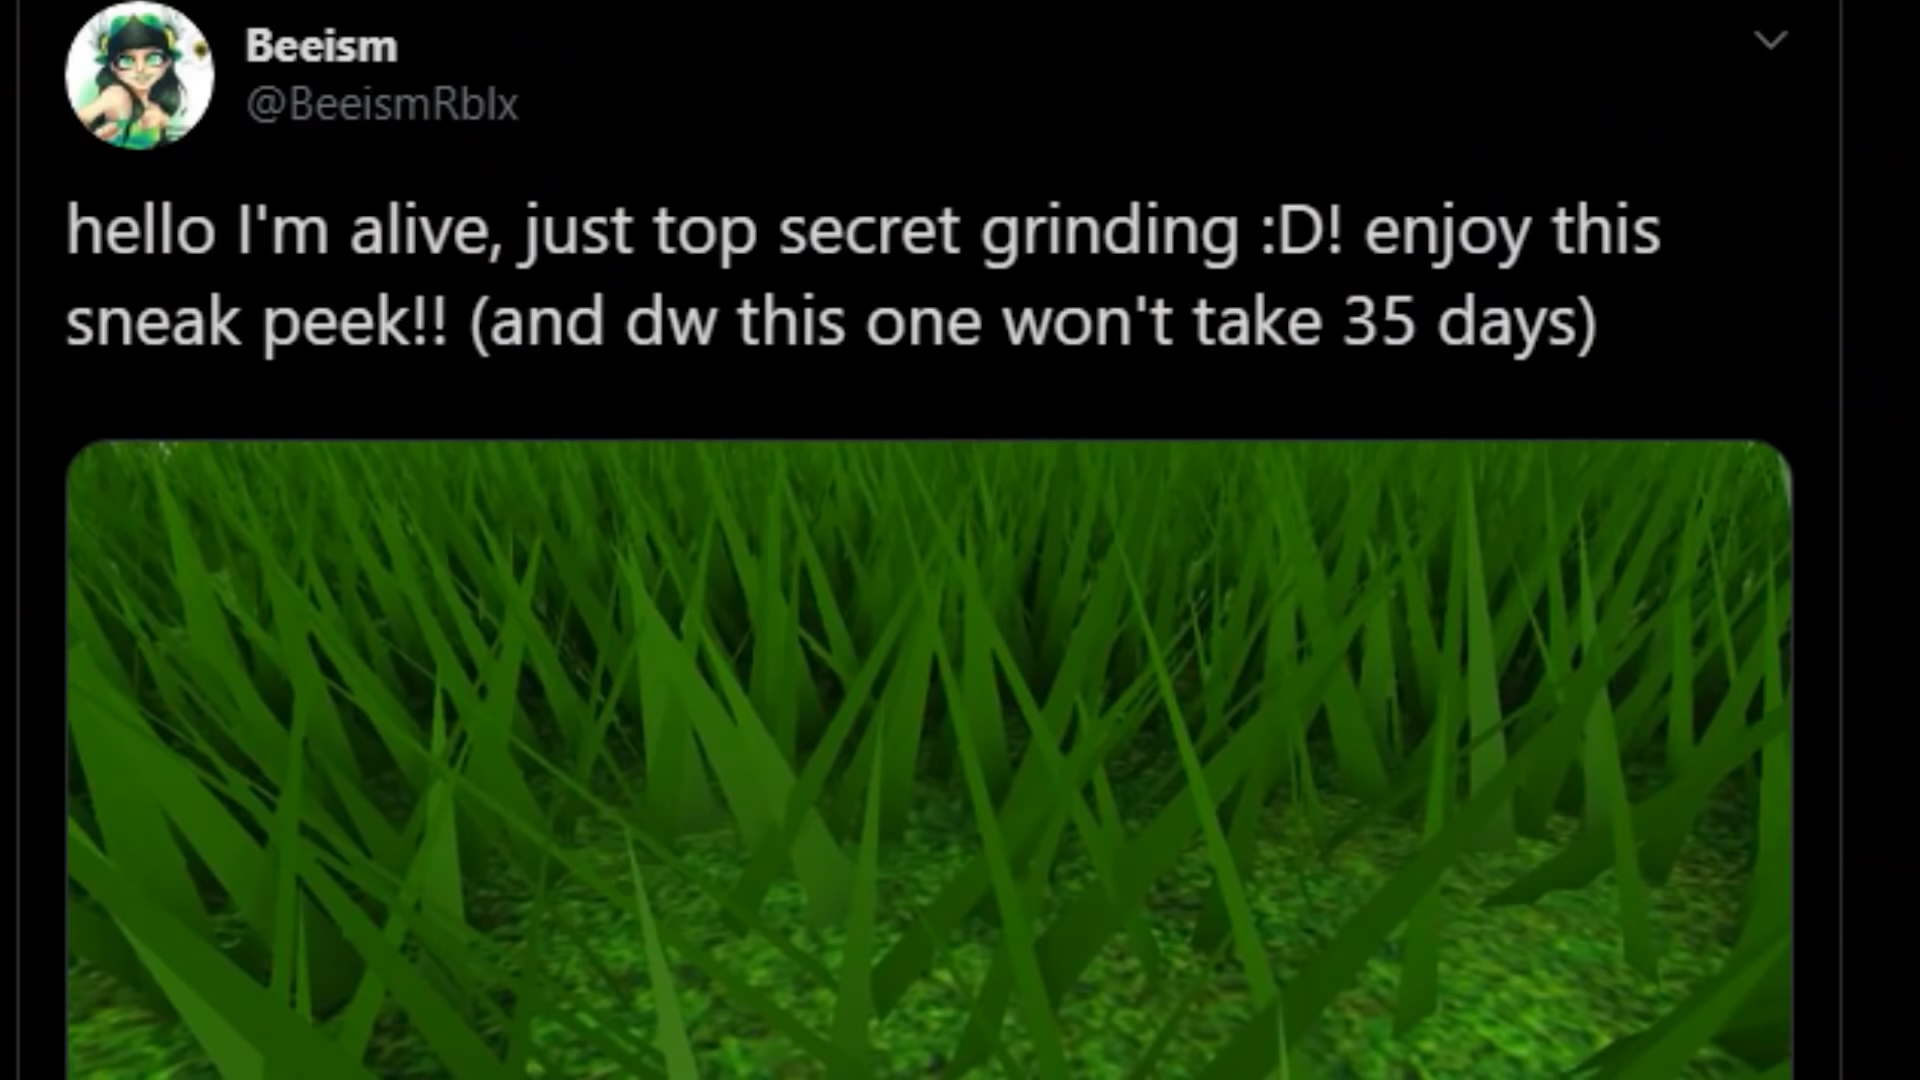 Beeism
@BeeismRblx
hello I'm alive, just top secret grinding :D! enjoy this
sneak peek!! (and dw this one won't take 35 days)